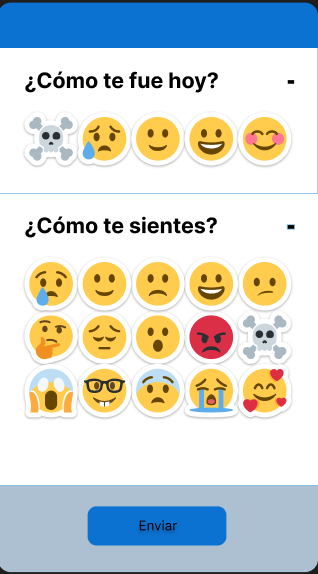 ¿Cómo te fue hoy? -
¿Cómo te sientes? -
Enviar